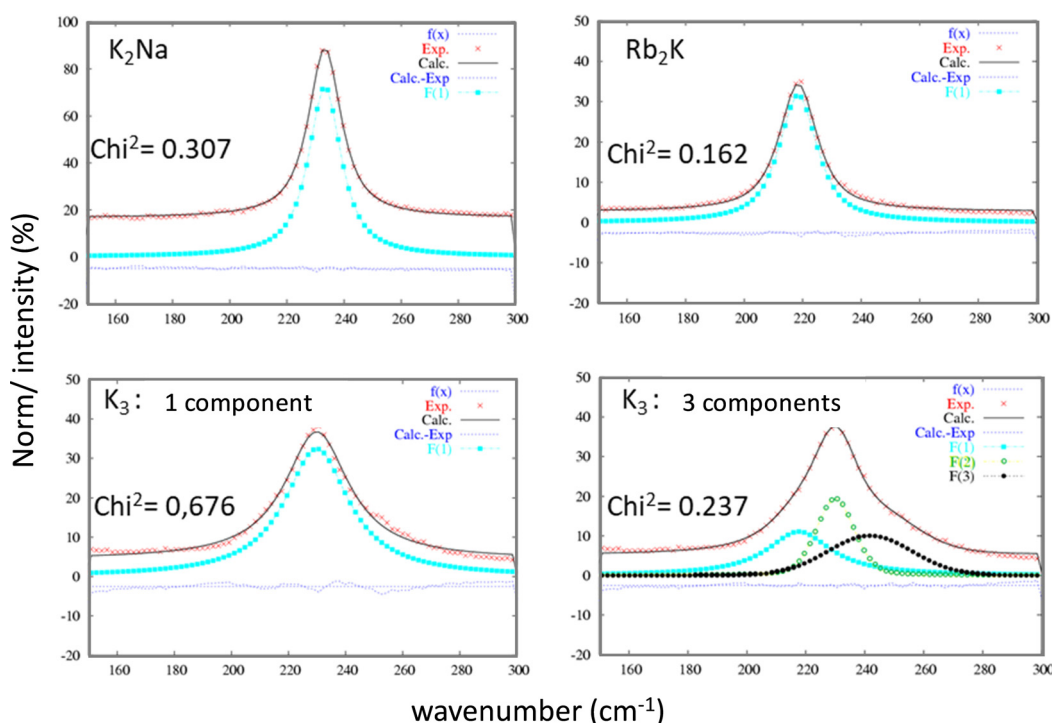 Norm/ intensity (%)
K₂Na
Chi²= 0.307
f(x)
Exp.
Calc.
Calc.-Exp
F(1)
100
80
60
40
20
0
-20
160 180 200 220 240 260 280 300
Rb₂K
Chi²= 0.162
f(x)
Exp.
Calc.
Calc.-Exp
F(1)
50
40
30
20
10
0
-10
-20
160 180 200 220 240 260 280 300
K₃: 1 component
Chi²= 0,676
f(x)
Exp.
Calc.
Calc.-Exp
F(1)
50
40
30
20
10
0
-10
-20
160 180 200 220 240 260 280 300
K₃: 3 components
Chi²= 0.237
f(x)
Exp.
Calc.
Calc.-Exp
F(1)
F(2)
F(3)
50
40
30
20
10
0
-10
-20
160 180 200 220 240 260 280 300
wavenumber (cm⁻¹)